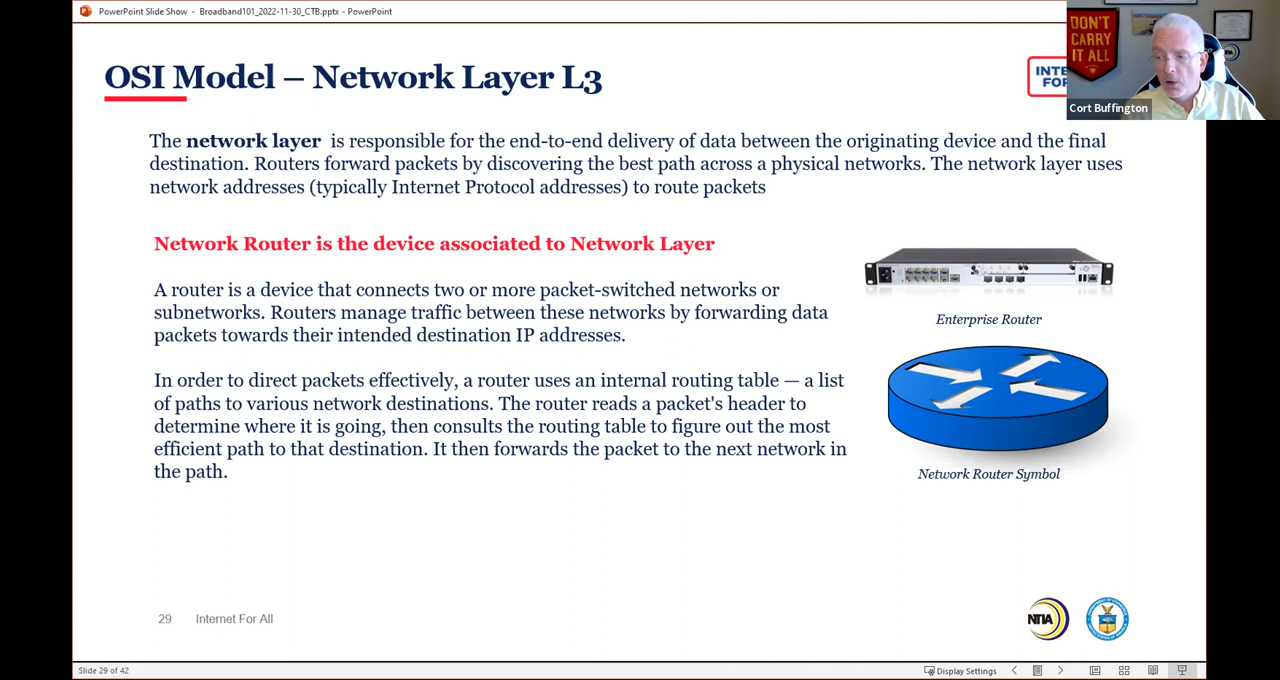 PowerPoint Slide Show - Broadband101_2022-11-30_CTB.pptx - PowerPoint
DON'T
CARRY
IT ALL
Cort Buffington
OSI Model – Network Layer L3
INTE
FOR
The network layer is responsible for the end-to-end delivery of data between the originating device and the final
destination. Routers forward packets by discovering the best path across a physical networks. The network layer uses
network addresses (typically Internet Protocol addresses) to route packets
Network Router is the device associated to Network Layer
A router is a device that connects two or more packet-switched networks or
subnetworks. Routers manage traffic between these networks by forwarding data
packets towards their intended destination IP addresses.
In order to direct packets effectively, a router uses an internal routing table — a list
of paths to various network destinations. The router reads a packet's header to
determine where it is going, then consults the routing table to figure out the most
efficient path to that destination. It then forwards the packet to the next network in
the path.
Enterprise Router
Network Router Symbol
29 Internet For All
NTIA
Slide 29 of 42
Display Settings